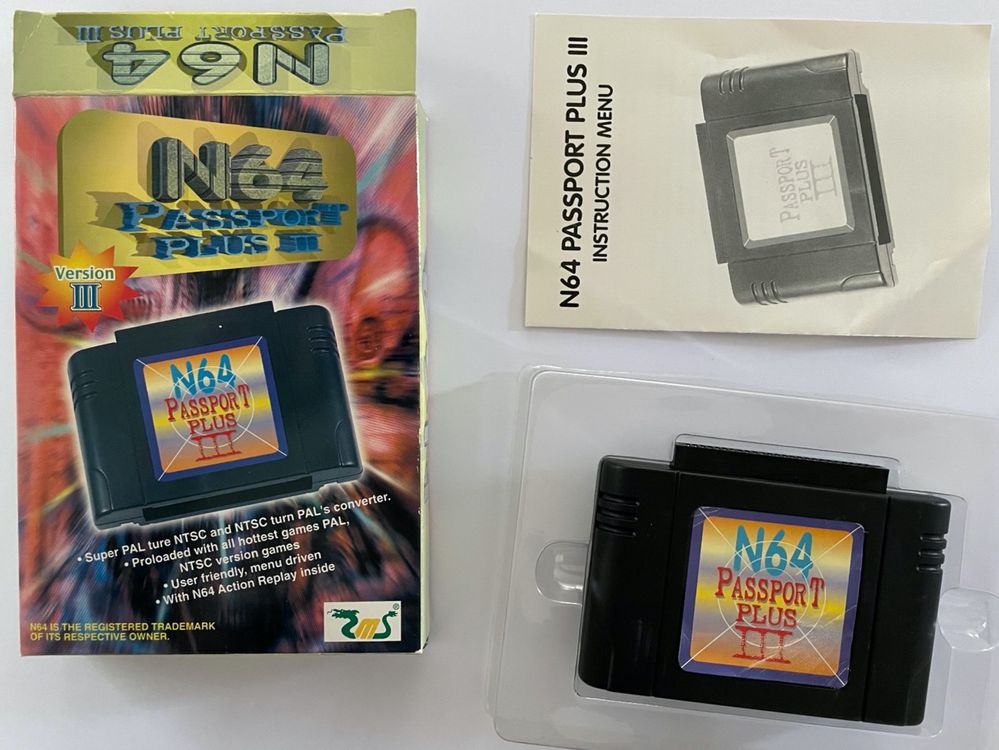 N64
PASSPORT PLUS III
N64
PASSPORT
PLUS III
Version
III
N64
PASSPORT
PLUS
III
• Super PAL ture NTSC and NTSC turn PAL's converter.
• Proloaded with all hottest games PAL,
NTSC version games
• User friendly, menu driven
• With N64 Action Replay inside
N64 IS THE REGISTERED TRADEMARK
OF ITS RESPECTIVE OWNER.
EMS
®
N64 PASSPORT PLUS III
INSTRUCTION MENU
PASSPORT
PLUS
III
N64
PASSPORT
PLUS
III